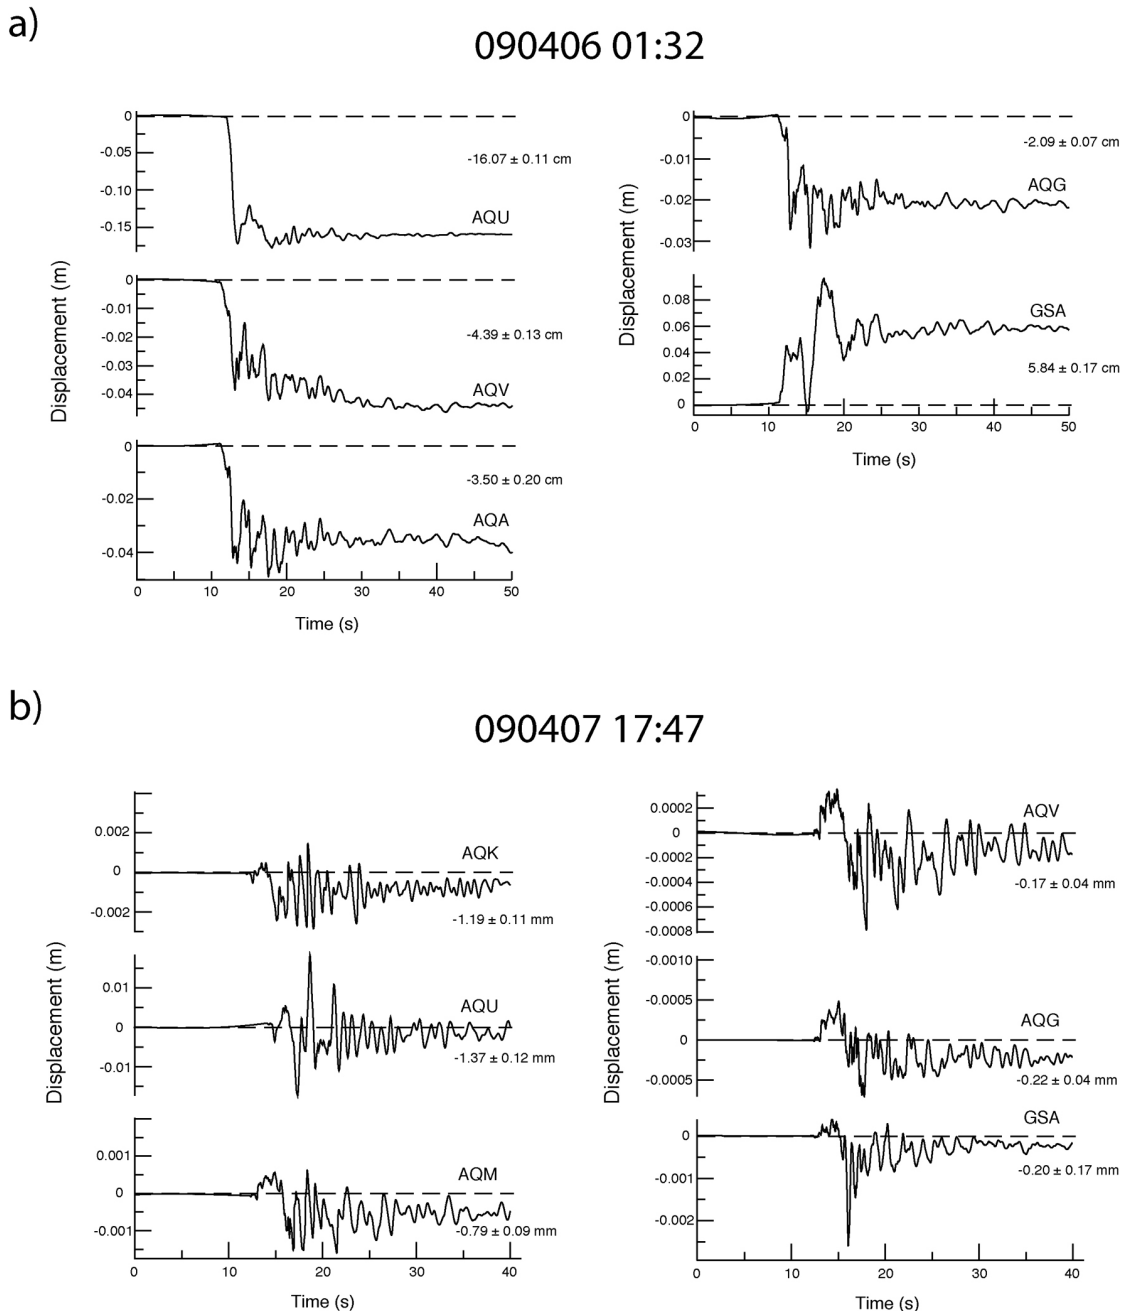 a)
090406 01:32
Displacement (m)
0
-0.05
-0.10
-0.15
-16.07 ± 0.11 cm
AQU
0
-0.01
-0.02
-0.03
-0.04
-4.39 ± 0.13 cm
AQV
0
-0.02
-0.04
-3.50 ± 0.20 cm
AQA
0 10 20 30 40 50
Time (s)
Displacement (m)
0
-0.01
-0.02
-0.03
-2.09 ± 0.07 cm
AQG
0.08
0.06
0.04
0.02
0
GSA
5.84 ± 0.17 cm
0 10 20 30 40 50
Time (s)
b)
090407 17:47
Displacement (m)
0.002
0
-0.002
AQK
-1.19 ± 0.11 mm
0.01
0
-0.01
AQU
-1.37 ± 0.12 mm
0.001
0
-0.001
AQM
-0.79 ± 0.09 mm
0 10 20 30 40
Time (s)
Displacement (m)
0.0002
0
-0.0002
-0.0004
-0.0006
-0.0008
AQV
-0.17 ± 0.04 mm
-0.0010
-0.0005
0
-0.0005
AQG
-0.22 ± 0.04 mm
0
-0.001
-0.002
GSA
-0.20 ± 0.17 mm
0 10 20 30 40
Time (s)